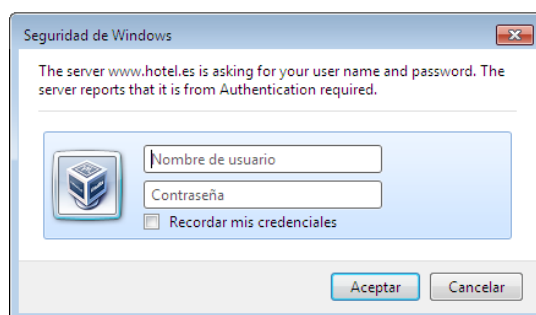 Seguridad de Windows
The server www.hotel.es is asking for your user name and password. The
server reports that it is from Authentication required.
Nombre de usuario
Contraseña
Recordar mis credenciales
Aceptar
Cancelar